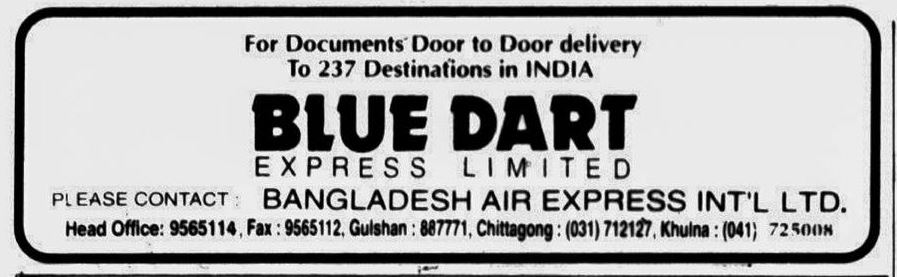 For Documents Door to Door delivery
To 237 Destinations in INDIA
BLUE DART
EXPRESS LIMITED
PLEASE CONTACT : BANGLADESH AIR EXPRESS INT'L LTD.
Head Office: 9565114, Fax : 9565112, Gulshan : 887771, Chittagong : (031) 712127, Khulna : (041) 725008